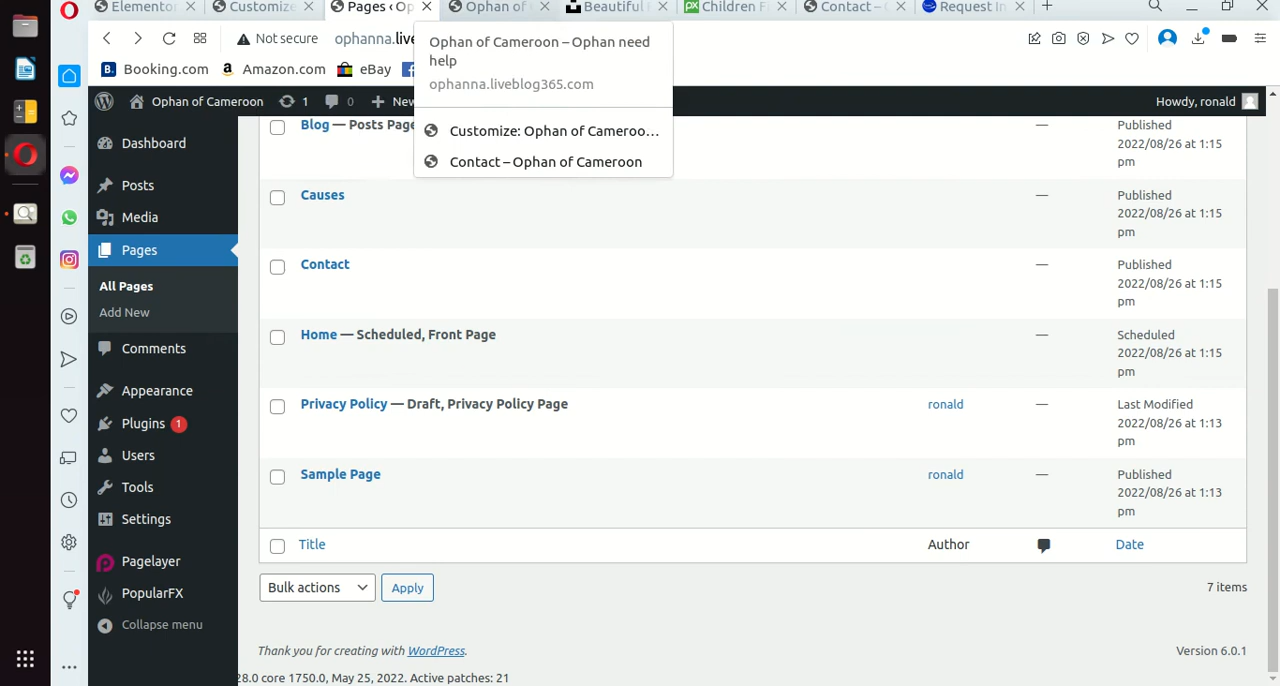 Elemento
Customize
Pages ‹ Op
Ophan of
Beautiful
Children F
Contact –
Request In
Not secure
ophanna.live
Ophan of Cameroon – Ophan need
help
ophanna.liveblog365.com
Customize: Ophan of Cameroo...
Contact – Ophan of Cameroon
Booking.com
Amazon.com
eBay
Ophan of Cameroon
1
0
New
Howdy, ronald
Dashboard
Posts
Media
Pages
All Pages
Add New
Comments
Appearance
Plugins 1
Users
Tools
Settings
Pagelayer
PopularFX
Collapse menu
Blog — Posts Page
—
Published
2022/08/26 at 1:15
pm
Causes
—
Published
2022/08/26 at 1:15
pm
Contact
—
Published
2022/08/26 at 1:15
pm
Home — Scheduled, Front Page
—
Scheduled
2022/08/26 at 1:15
pm
Privacy Policy — Draft, Privacy Policy Page
ronald
—
Last Modified
2022/08/26 at 1:13
pm
Sample Page
ronald
—
Published
2022/08/26 at 1:13
pm
Title
Author
Date
Bulk actions
Apply
7 items
Thank you for creating with WordPress.
Version 6.0.1
28.0 core 1750.0, May 25, 2022. Active patches: 21